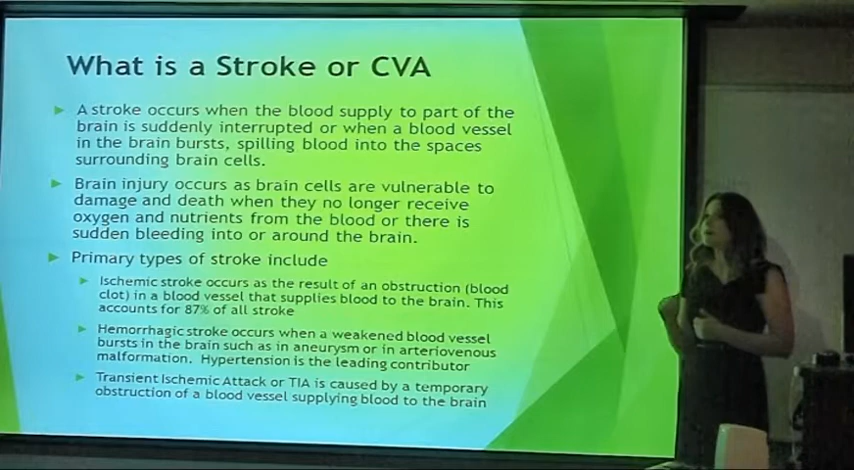 What is a Stroke or CVA
A stroke occurs when the blood supply to part of the
brain is suddenly interrupted or when a blood vessel
in the brain bursts, spilling blood into the spaces
surrounding brain cells.
Brain injury occurs as brain cells are vulnerable to
damage and death when they no longer receive
oxygen and nutrients from the blood or there is
sudden bleeding into or around the brain.
Primary types of stroke include
Ischemic stroke occurs as the result of an obstruction (blood
clot) in a blood vessel that supplies blood to the brain. This
accounts for 87% of all stroke
Hemorrhagic stroke occurs when a weakened blood vessel
bursts in the brain such as in aneurysm or in arteriovenous
malformation. Hypertension is the leading contributor
Transient Ischemic Attack or TIA is caused by a temporary
obstruction of a blood vessel supplying blood to the brain